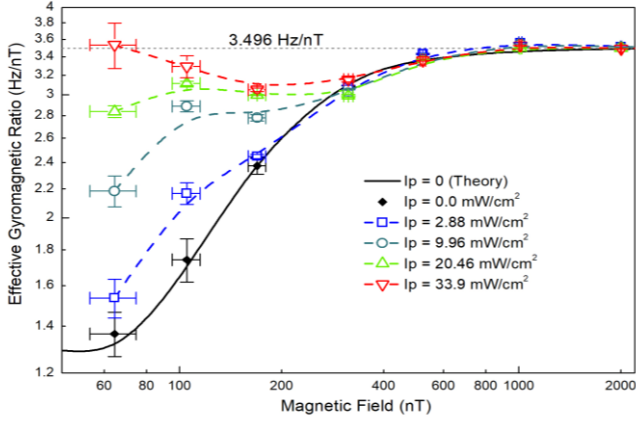 3.8
3.6
3.4
3.2
3
2.8
2.6
2.4
2.2
2
1.8
1.6
1.4
1.2
4
Effective Gyromagnetic Ratio (Hz/nT)
3.496 Hz/nT
Ip = 0 (Theory)
Ip = 0.0 mW/cm²
Ip = 2.88 mW/cm²
Ip = 9.96 mW/cm²
Ip = 20.46 mW/cm²
Ip = 33.9 mW/cm²
60 80 100 200 400 600 800 1000 2000
Magnetic Field (nT)